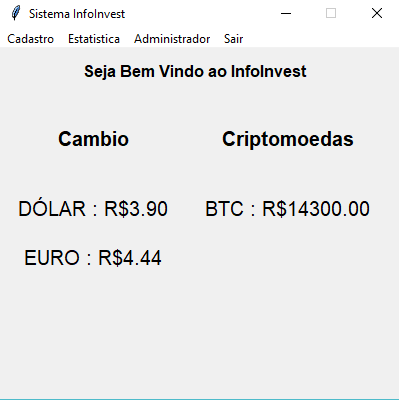 Sistema InfoInvest
Cadastro Estatistica Administrador Sair
Seja Bem Vindo ao InfoInvest
Cambio Criptomoedas
DÓLAR : R$3.90 BTC : R$14300.00
EURO : R$4.44